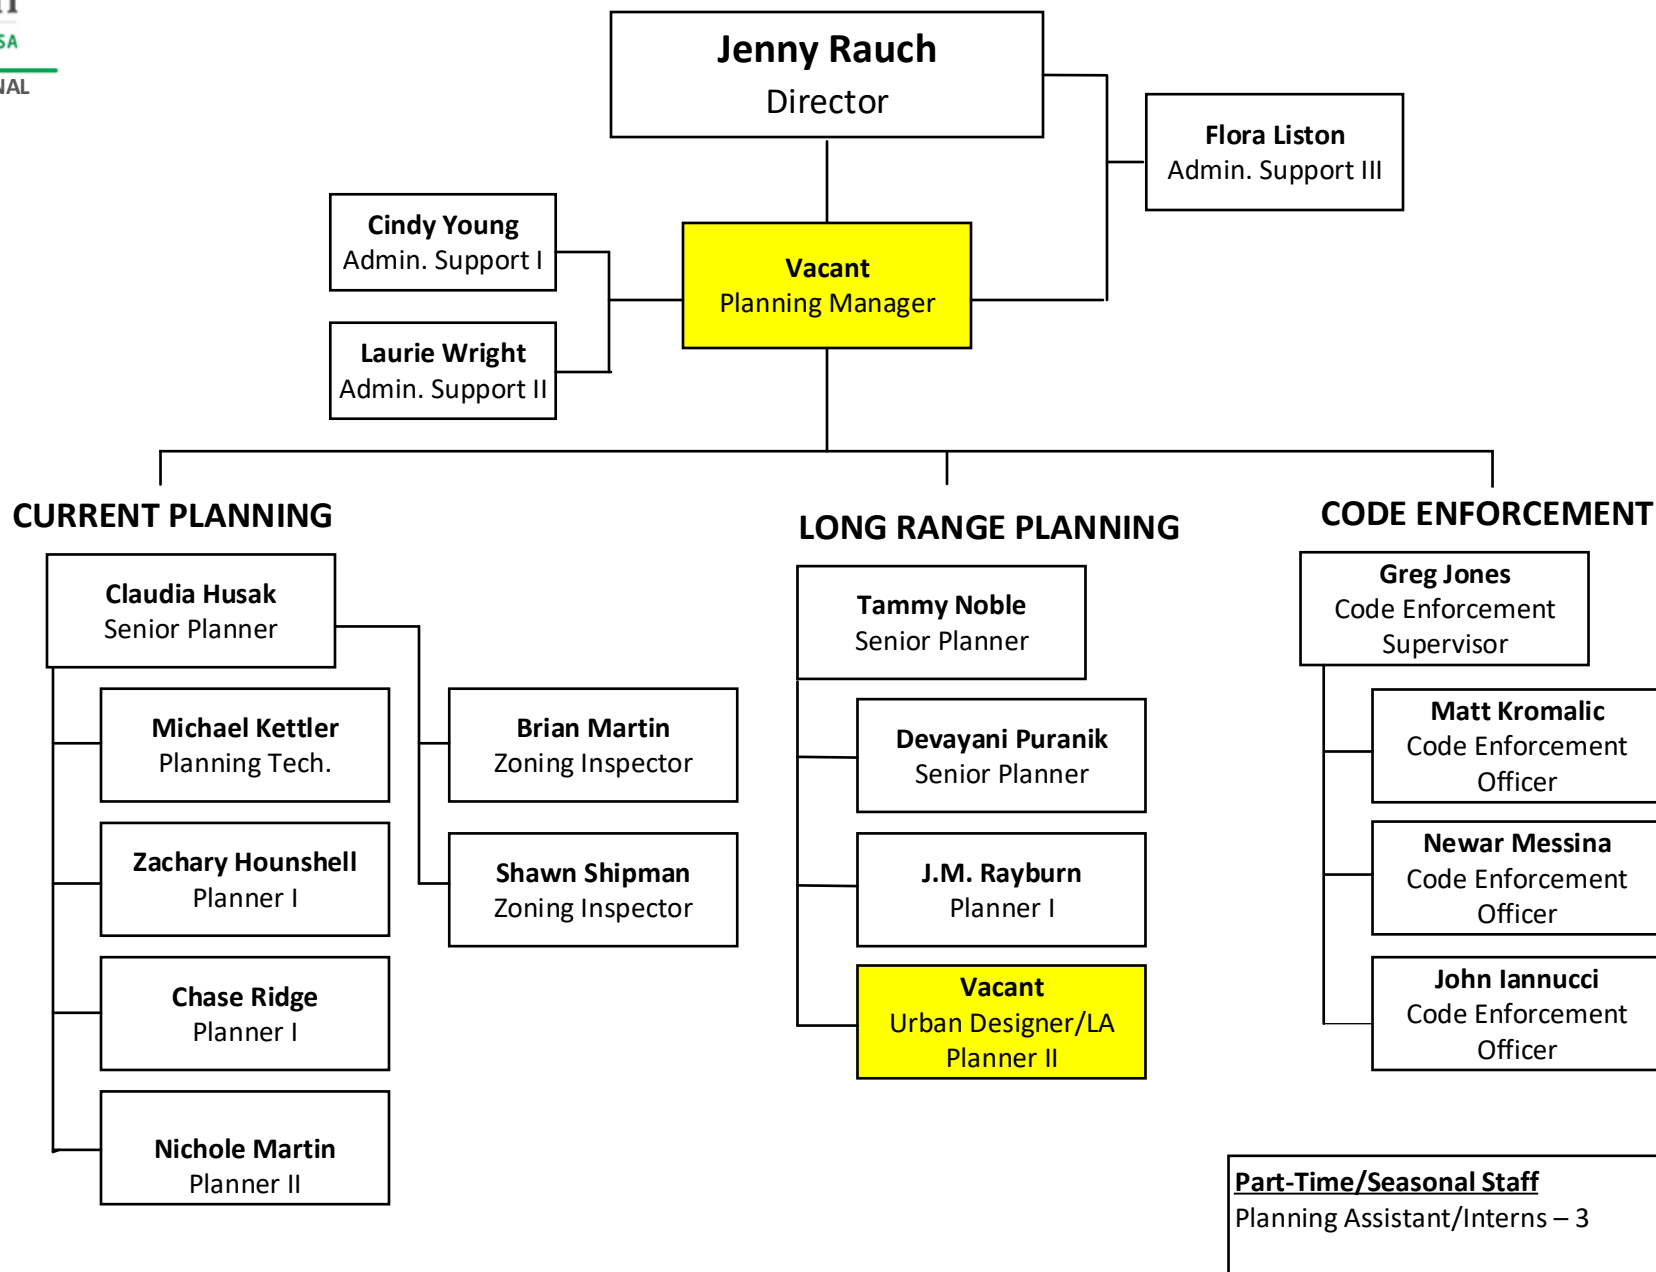 SA
NAL
Jenny Rauch
Director
Flora Liston
Admin. Support III
Cindy Young
Admin. Support I
Vacant
Planning Manager
Laurie Wright
Admin. Support II
CURRENT PLANNING
Claudia Husak
Senior Planner
Michael Kettler
Planning Tech.
Zachary Hounshell
Planner I
Chase Ridge
Planner I
Nichole Martin
Planner II
Brian Martin
Zoning Inspector
Shawn Shipman
Zoning Inspector
LONG RANGE PLANNING
Tammy Noble
Senior Planner
Devayani Puranik
Senior Planner
J.M. Rayburn
Planner I
Vacant
Urban Designer/LA
Planner II
CODE ENFORCEMENT
Greg Jones
Code Enforcement
Supervisor
Matt Kromalic
Code Enforcement
Officer
Newar Messina
Code Enforcement
Officer
John Iannucci
Code Enforcement
Officer
Part-Time/Seasonal Staff
Planning Assistant/Interns – 3